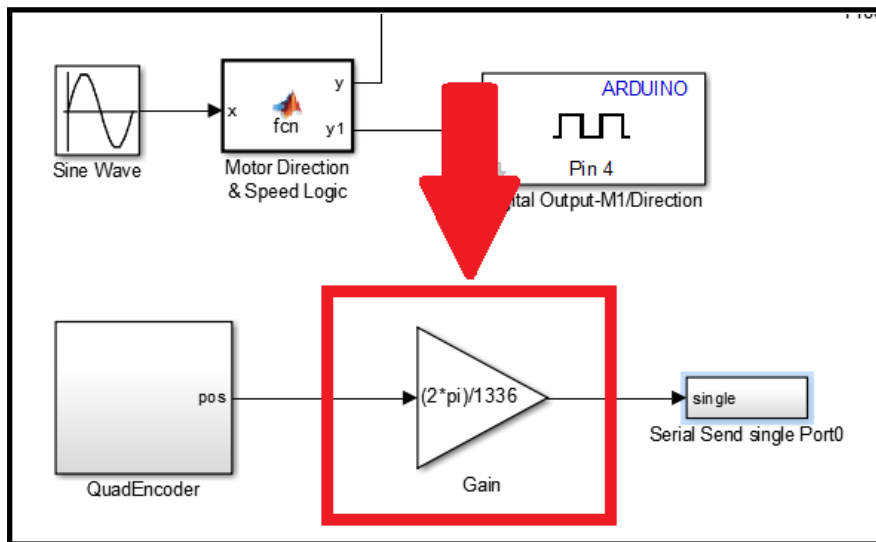 ARDUINO
x
y
y1
fcn
Pin 4
Sine Wave
Motor Direction
& Speed Logic
Output-M1/Direction
pos
(2*pi)/1336
single
QuadEncoder
Gain
Serial Send single Port0